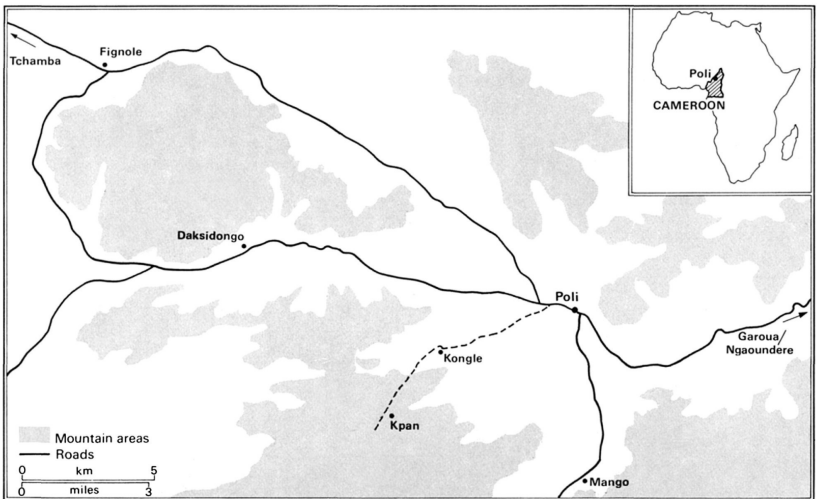 Tchamba
Fignole
Poli
CAMEROON
Daksidongo
Poli
Garoua/
Ngaoundere
Kongle
Kpan
Mango
Mountain areas
Roads
0 km 5
0 miles 3